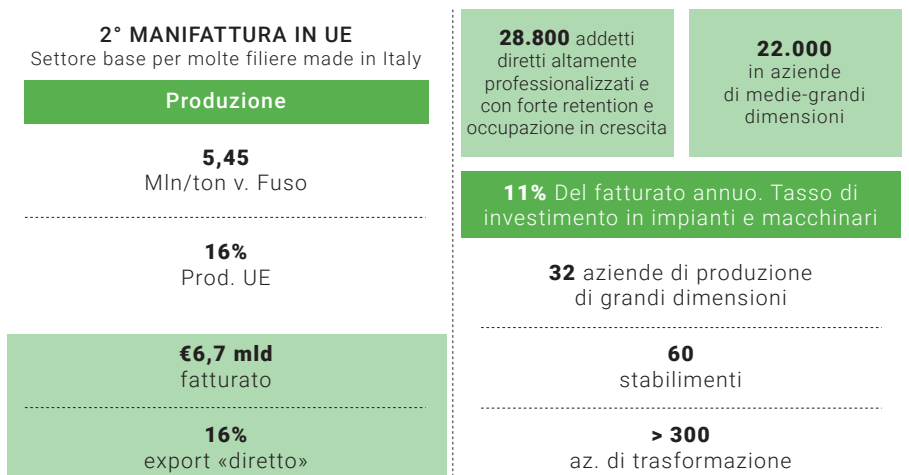 2° MANIFATTURA IN UE
Settore base per molte filiere made in Italy
Produzione
5,45
Mln/ton v. Fuso
16%
Prod. UE
€6,7 mld
fatturato
16%
export «diretto»
28.800 addetti
diretti altamente
professionalizzati e
con forte retention e
occupazione in crescita
22.000
in aziende
di medie-grandi
dimensioni
11% Del fatturato annuo. Tasso di
investimento in impianti e macchinari
32 aziende di produzione
di grandi dimensioni
60
stabilimenti
> 300
az. di trasformazione